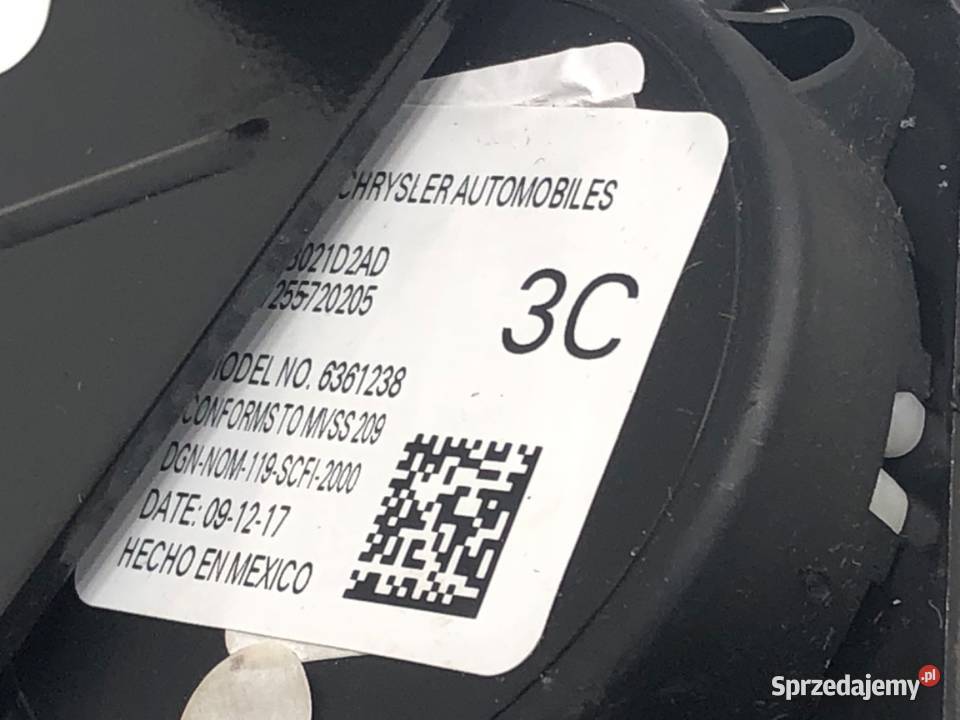 CHRYSLER AUTOMOBILES
3021D2AD
255720205
3C
MODEL NO. 6361238
CONFORMS TO MVSS 209
DGN-NOM-119-SCFI-2000
DATE: 09-12-17
HECHO EN MEXICO
Sprzedajemy.pl